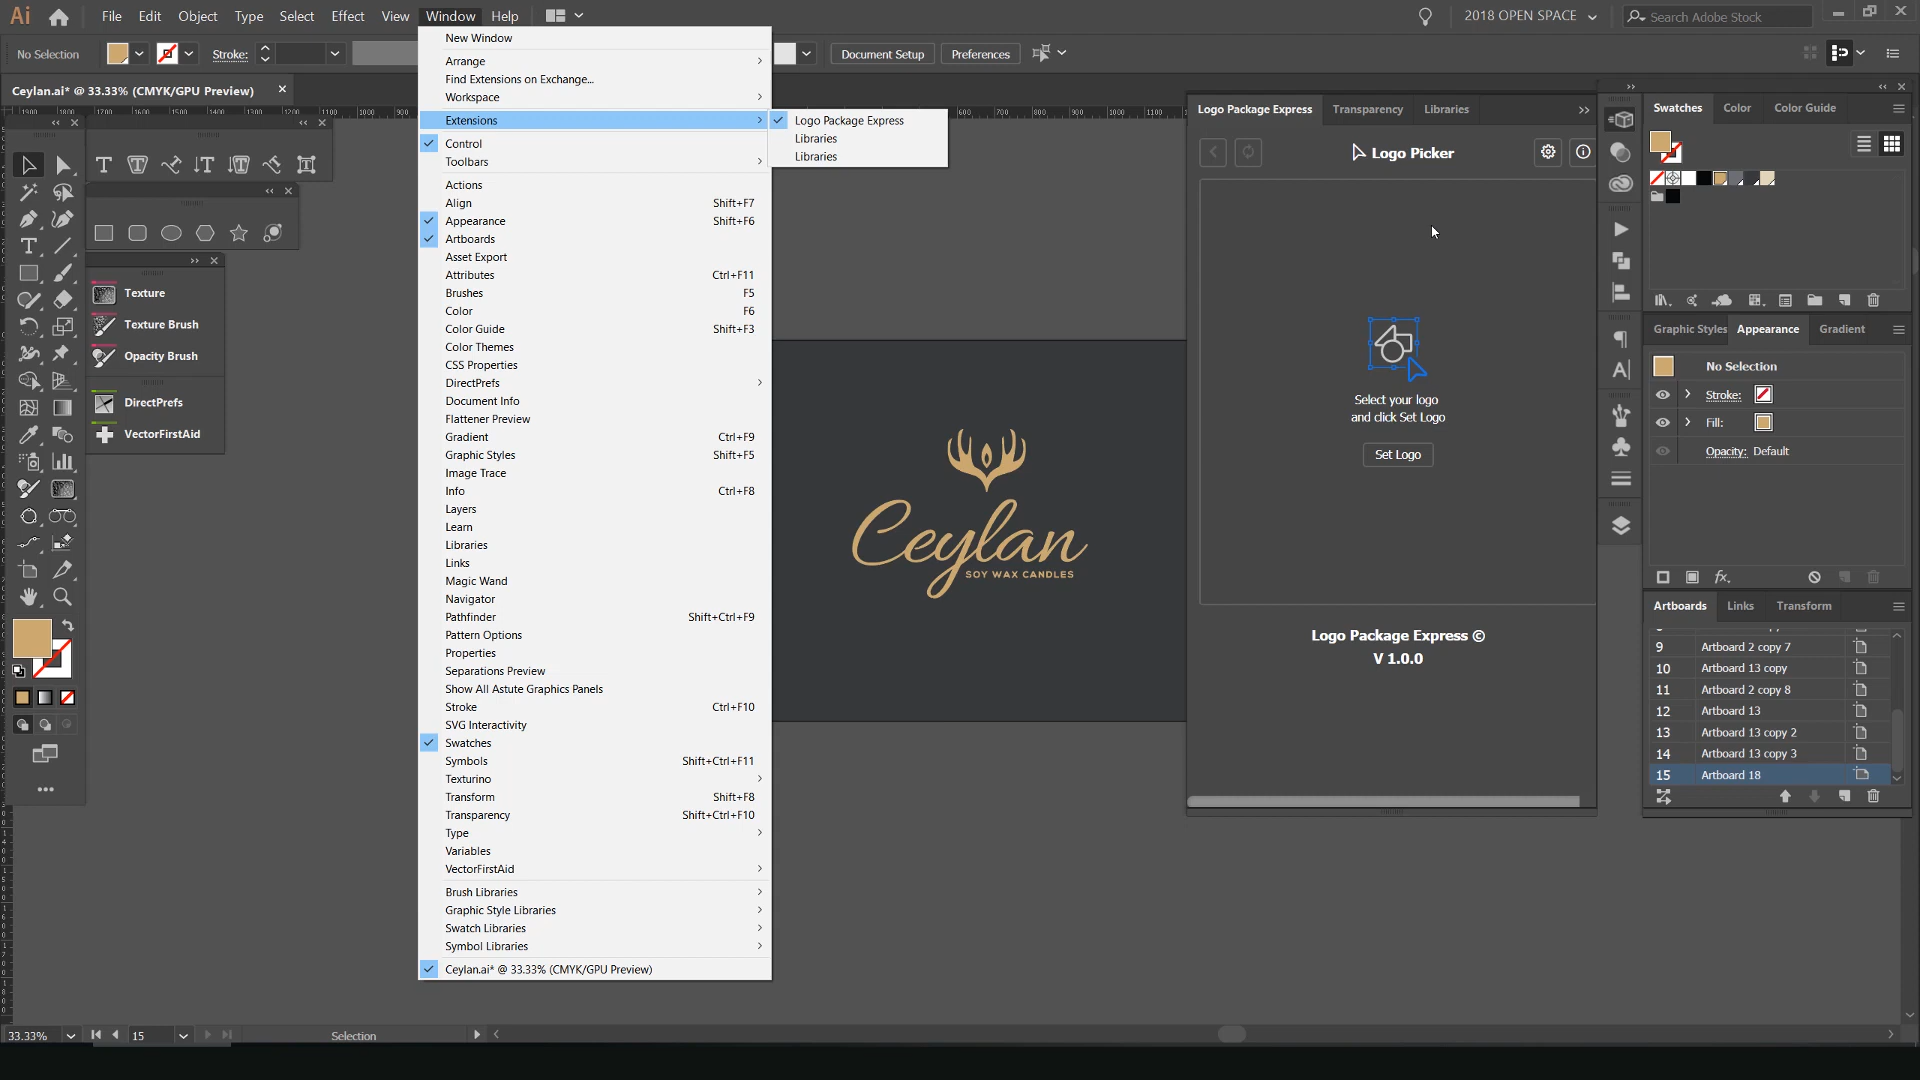 Ai File Edit Object Type Select Effect View Window Help 2018 OPEN SPACE Search Adobe Stock
No Selection Stroke: Document Setup Preferences
Ceylan.ai* @ 33.33% (CMYK/GPU Preview)
New Window
Arrange
Find Extensions on Exchange...
Workspace
Extensions
Control
Toolbars
Actions
Align Shift+F7
Appearance Shift+F6
Artboards
Asset Export
Attributes Ctrl+F11
Brushes F5
Color F6
Color Guide Shift+F3
Color Themes
CSS Properties
DirectPrefs
Document Info
Flattener Preview
Gradient Ctrl+F9
Graphic Styles Shift+F5
Image Trace
Info Ctrl+F8
Layers
Learn
Libraries
Links
Magic Wand
Navigator
Pathfinder Shift+Ctrl+F9
Pattern Options
Properties
Separations Preview
Show All Astute Graphics Panels
Stroke Ctrl+F10
SVG Interactivity
Swatches
Symbols Shift+Ctrl+F11
Texturino
Transform Shift+F8
Transparency Shift+Ctrl+F10
Type
Variables
VectorFirstAid
Brush Libraries
Graphic Style Libraries
Swatch Libraries
Symbol Libraries
Ceylan.ai* @ 33.33% (CMYK/GPU Preview)
Logo Package Express
Libraries
Libraries
Texture
Texture Brush
Opacity Brush
DirectPrefs
VectorFirstAid
Ceylan
SOY WAX CANDLES
Logo Package Express Transparency Libraries
Logo Picker
Select your logo
and click Set Logo
Set Logo
Logo Package Express ©
V 1.0.0
Swatches Color Color Guide
Graphic Styles Appearance Gradient
No Selection
Stroke:
Fill:
Opacity: Default
Artboards Links Transform
9 Artboard 2 copy 7
10 Artboard 13 copy
11 Artboard 2 copy 8
12 Artboard 13
13 Artboard 13 copy 2
14 Artboard 13 copy 3
15 Artboard 18
33.33% 15 Selection